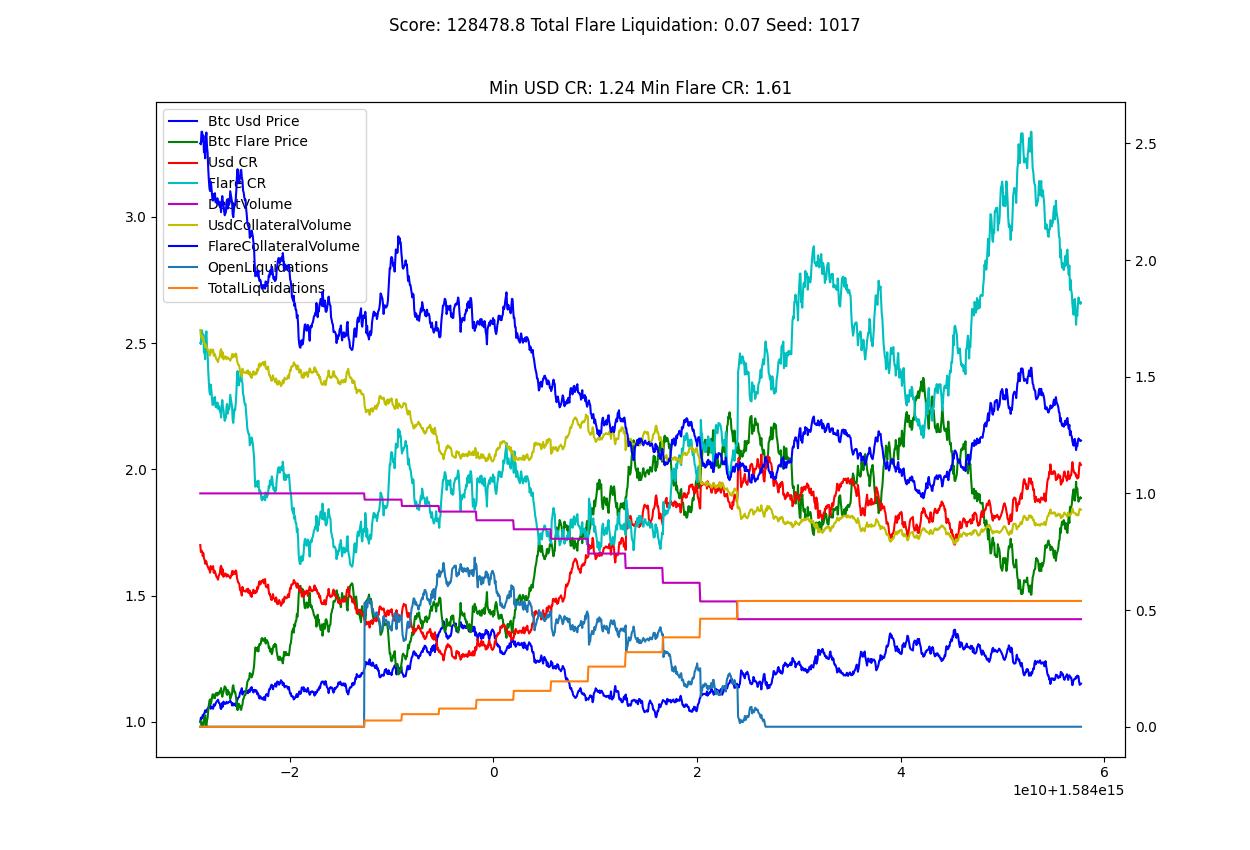 Score: 128478.8 Total Flare Liquidation: 0.07 Seed: 1017
Min USD CR: 1.24 Min Flare CR: 1.61
Btc Usd Price
Btc Flare Price
Usd CR
Flare CR
DebtVolume
UsdCollateralVolume
FlareCollateralVolume
OpenLiquidations
TotalLiquidations
3.0
2.5
2.0
1.5
1.0
2.5
2.0
1.5
1.0
0.5
0.0
−2 0 2 4 6
1e10+1.584e15